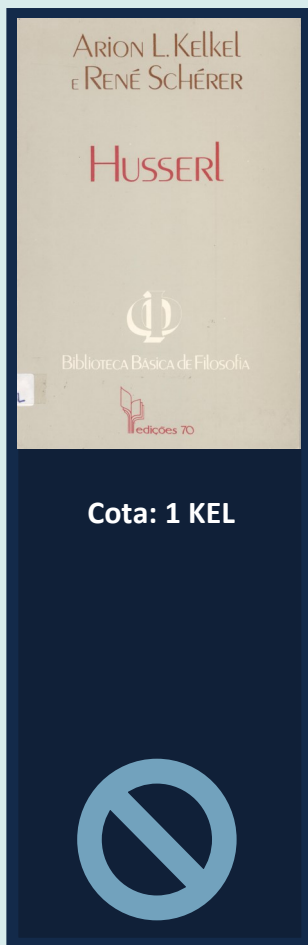 Arion L. Kelkel
e René Schérer
Husserl
Biblioteca Básica de Filosofia
edições 70
Cota: 1 KEL